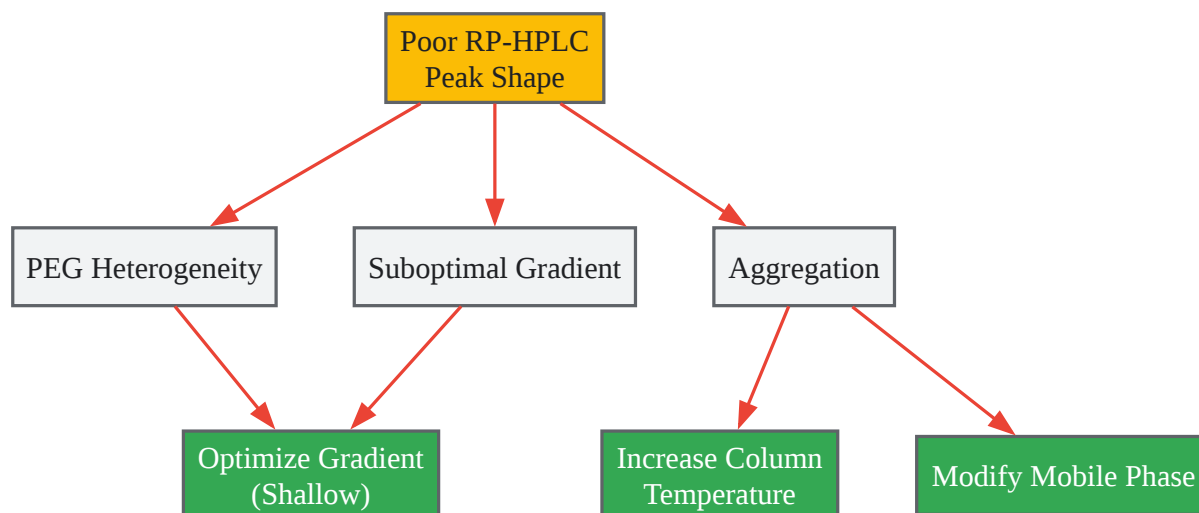 Poor RP-HPLC
Peak Shape
PEG Heterogeneity
Suboptimal Gradient
Aggregation
Optimize Gradient
(Shallow)
Increase Column
Temperature
Modify Mobile Phase